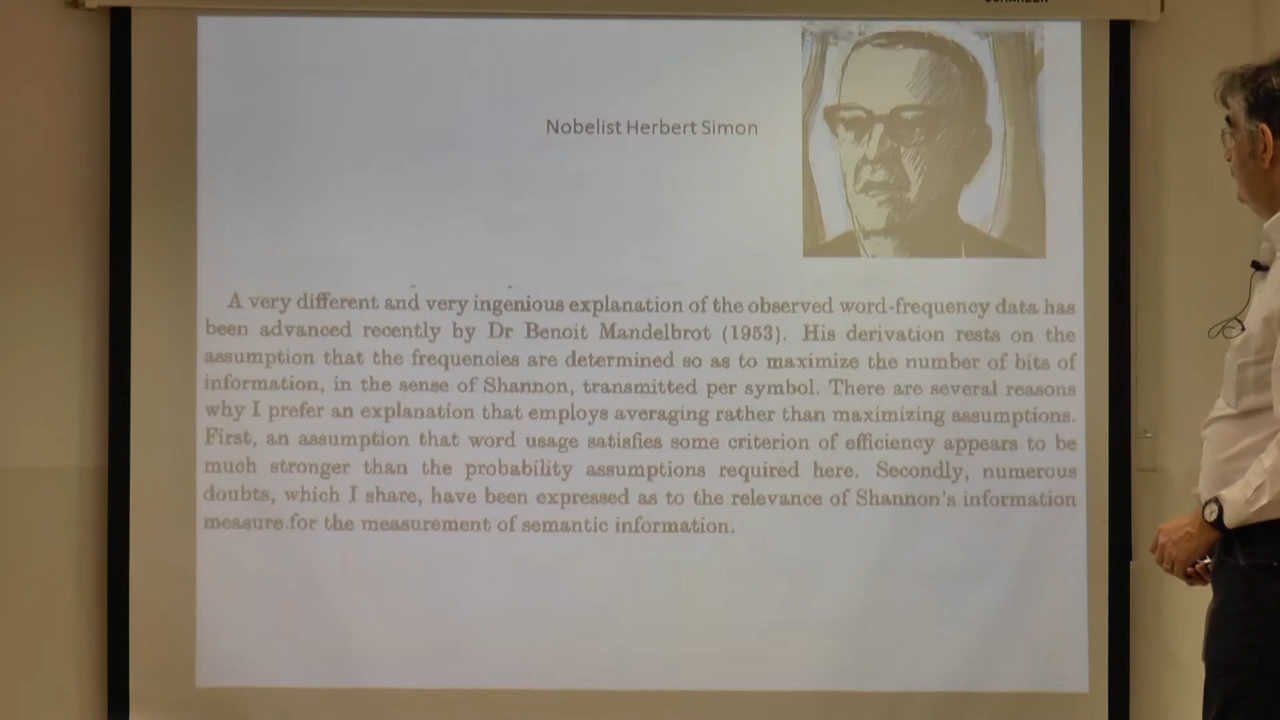 Nobelist Herbert Simon
A very different and very ingenious explanation of the observed word-frequency data has
been advanced recently by Dr Benoit Mandelbrot (1953). His derivation rests on the
assumption that the frequencies are determined so as to maximize the number of bits of
information, in the sense of Shannon, transmitted per symbol. There are several reasons
why I prefer an explanation that employs averaging rather than maximizing assumptions.
First, an assumption that word usage satisfies some criterion of efficiency appears to be
much stronger than the probability assumptions required here. Secondly, numerous
doubts, which I share, have been expressed as to the relevance of Shannon's information
measure.for the measurement of semantic information.